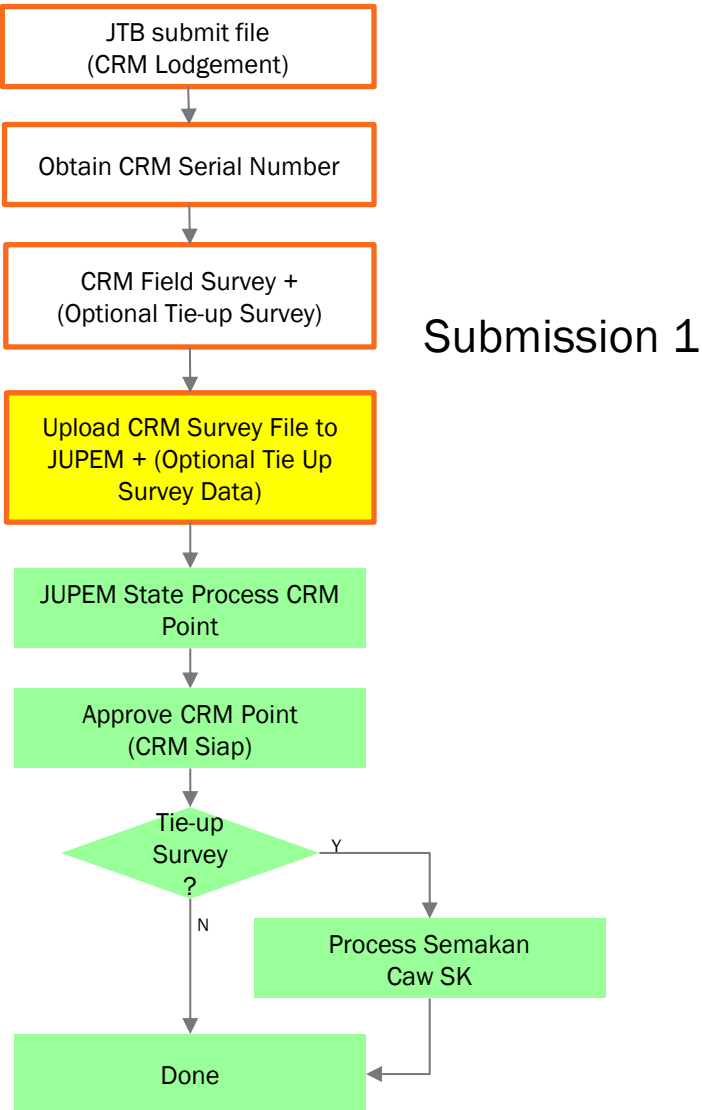 JTB submit file
(CRM Lodgement)
Obtain CRM Serial Number
CRM Field Survey +
(Optional Tie-up Survey)
Submission 1
Upload CRM Survey File to
JUPEM + (Optional Tie Up
Survey Data)
JUPEM State Process CRM
Point
Approve CRM Point
(CRM Siap)
Tie-up
Survey
?
Y
N
Process Semakan
Caw SK
Done